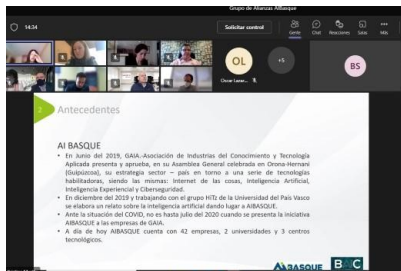 Grupo de Alianzas AIBasque
14:34
Solicitar control
Gente
Chat
Reacciones
Salas
Más
OL
+5
BS
Oscar Lazar...
2
Antecedentes
AI BASQUE
• En Junio del 2019, GAIA -Asociación de Industrias del Conocimiento y Tecnología
Aplicada presenta y aprueba, en su Asamblea General celebrada en Orona-Hernani
(Guipúzcoa), su estrategia sector – país en torno a una serie de tecnologías
habilitadoras, siendo las mismas: Internet de las cosas, Inteligencia Artificial,
Inteligencia Experiencial y Ciberseguridad.
• En diciembre del 2019 y trabajando con el grupo HiTz de la Universidad del País Vasco
se elabora un relato sobre la inteligencia artificial dando lugar a AIBASQUE.
• Ante la situación del COVID, no es hasta julio del 2020 cuando se presenta la iniciativa
AIBASQUE a las empresas de GAIA.
• A día de hoy AIBASQUE cuenta con 42 empresas, 2 universidades y 3 centros
tecnológicos.
AIBASQUE
BAIC